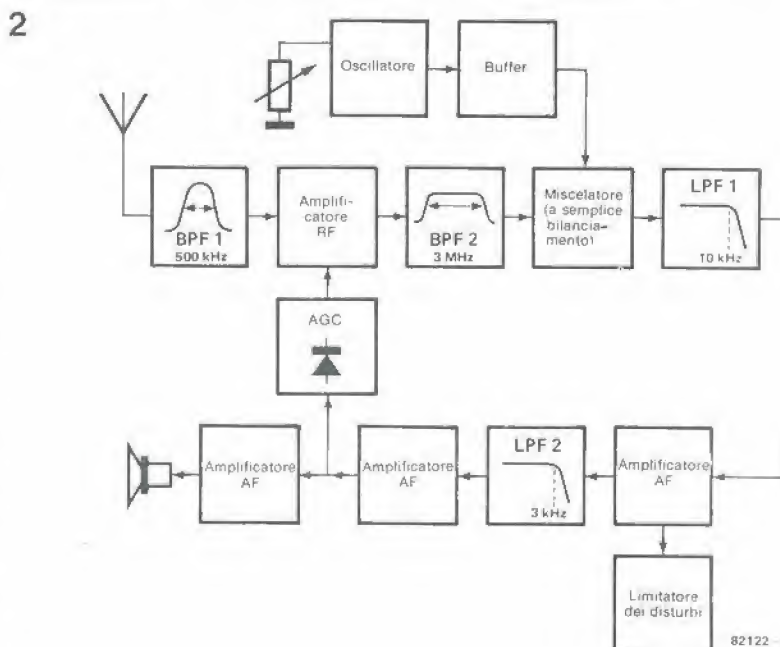 2
Oscillatore
Buffer
BPF 1
500 kHz
Amplifi-
catore
RF
BPF 2
3 MHz
Miscelatore
(a semplice
bilancia-
mento)
LPF 1
10 kHz
AGC
Amplificatore
AF
Amplificatore
AF
LPF 2
3 kHz
Amplificatore
AF
Limitatore
dei disturbi
82122